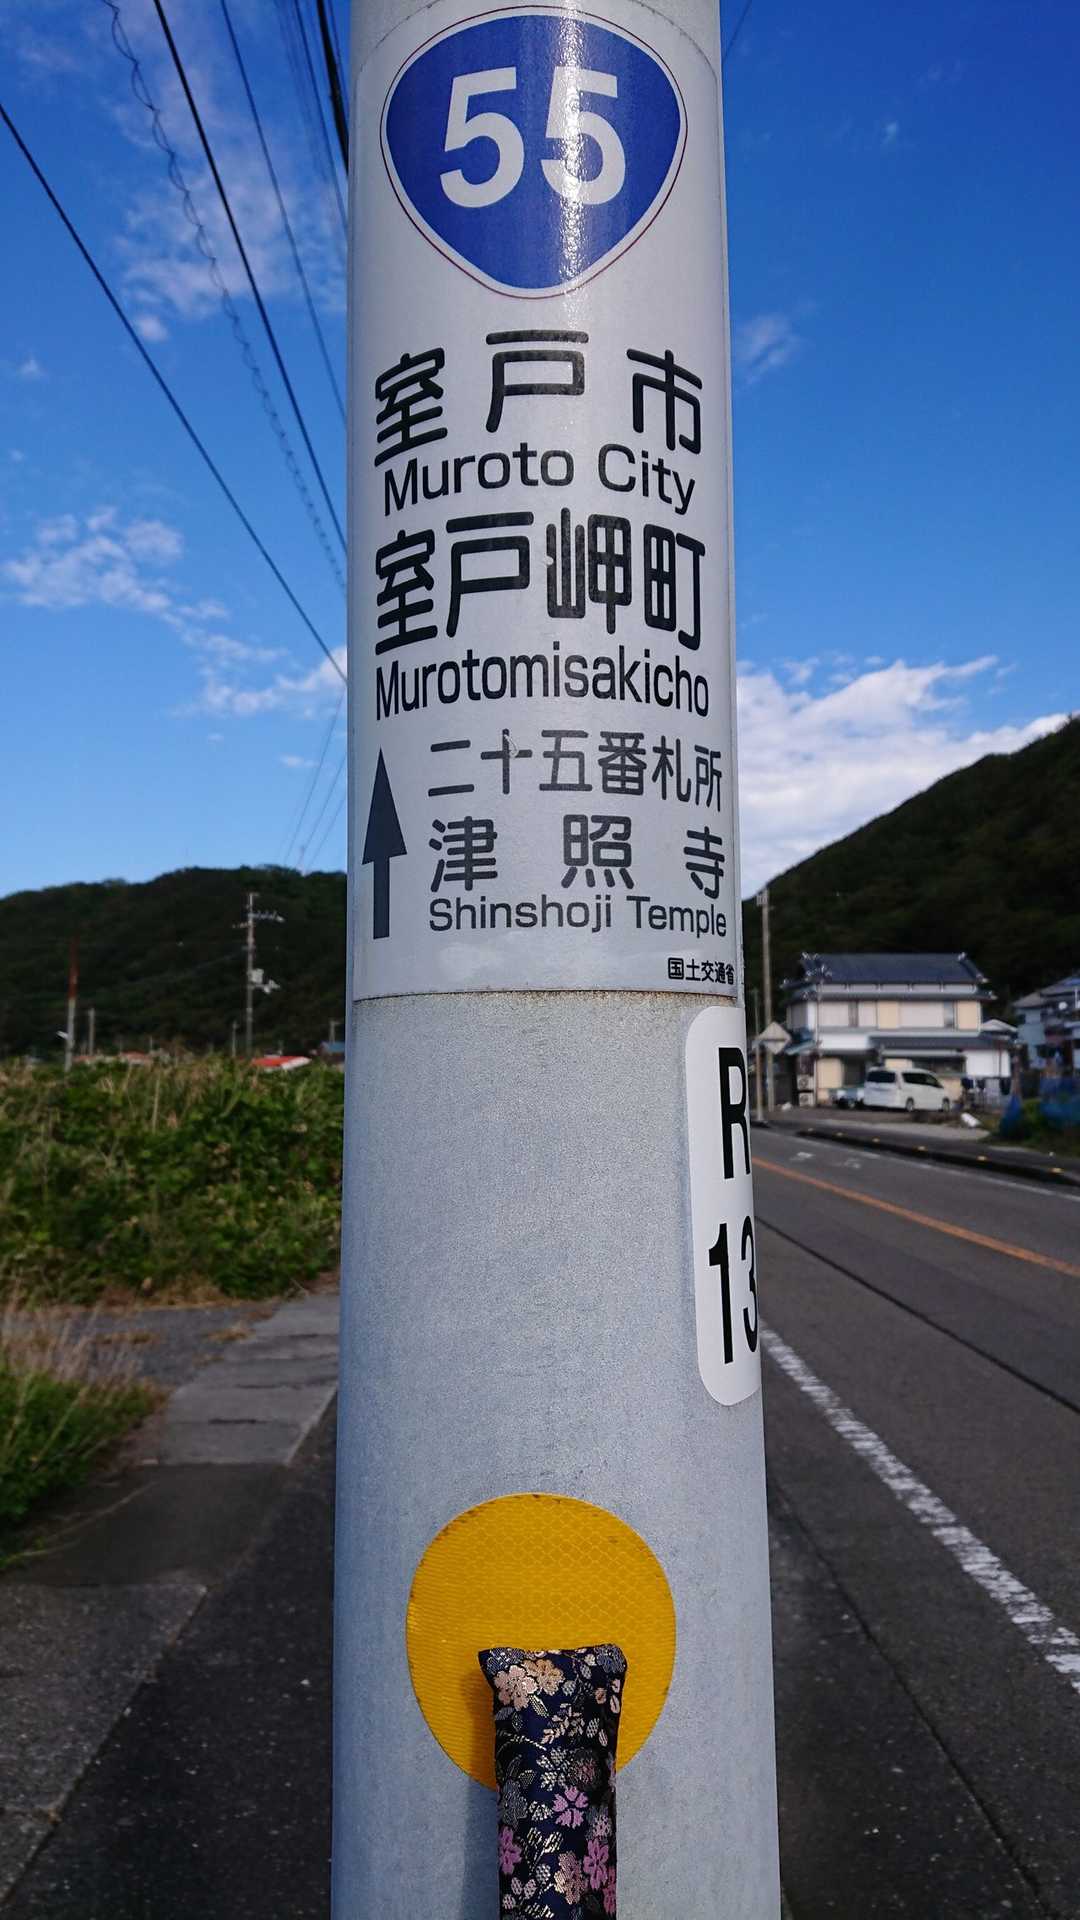 55
室戸市
Muroto City
室戸岬町
Murotomisakicho
二十五番札所
津照寺
Shinshoji Temple
国土交通省
R
13